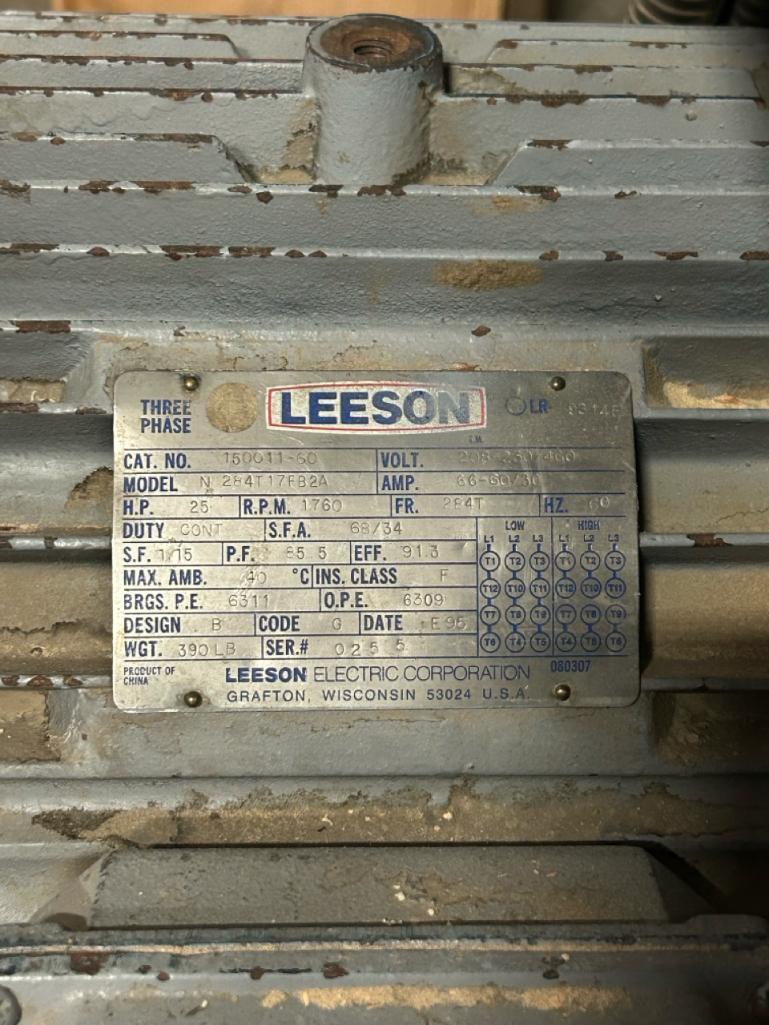 THREE PHASE LEESON LR
CAT. NO. 150011-60 VOLT. 208-230/460
MODEL N 284T17FB2A AMP. 66-60/30
H.P. 25 R.P.M. 1760 FR. 284T HZ. 60
DUTY CONT S.F.A. 68/34 LOW HIGH
L1 L2 L3 L1 L2 L3
S.F. 1.15 P.F. 85.5 EFF. 91.3 T1 T2 T3 T1 T2 T3
MAX. AMB. 40 °C INS. CLASS F T12 T10 T11 T12 T10 T11
BRGS. P.E. 6311 O.P.E. 6309 T7 T8 T9 T7 T8 T9
DESIGN B CODE G DATE E95
WGT. 390 LB SER.# 0255 T6 T4 T5 T4 T5 T6
PRODUCT OF CHINA LEESON ELECTRIC CORPORATION 080307
GRAFTON, WISCONSIN 53024 U.S.A.